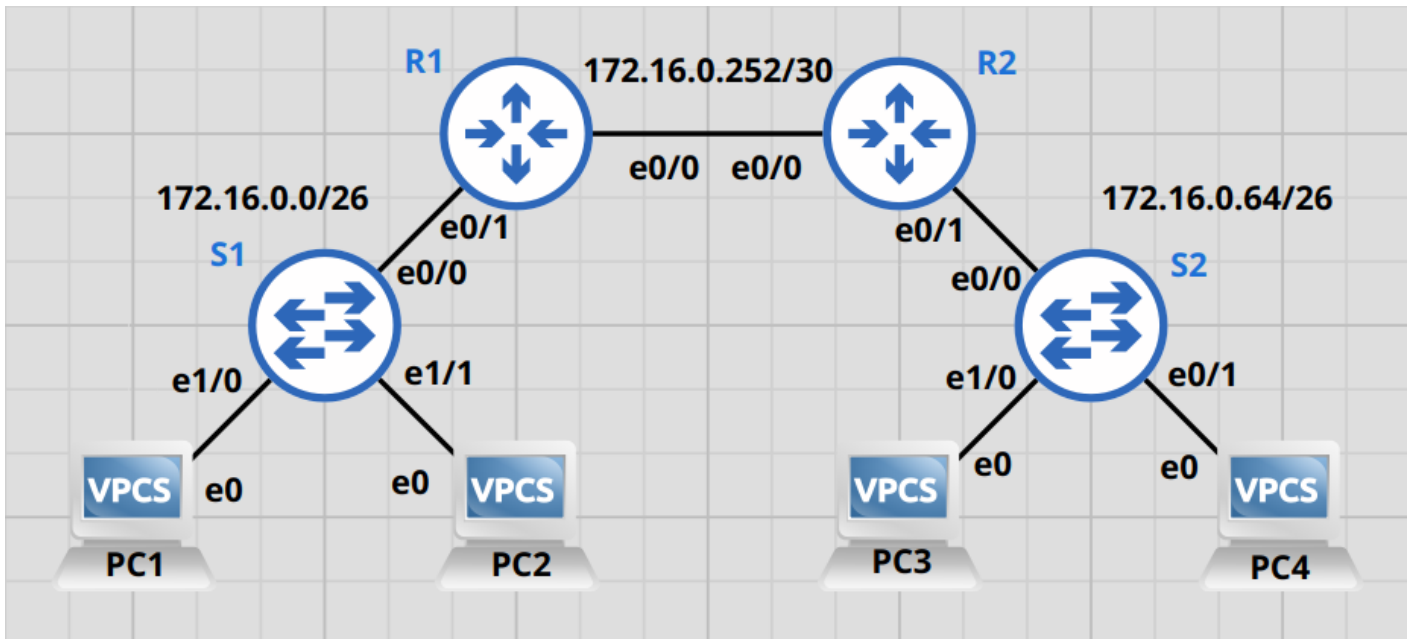 R1
172.16.0.252/30
R2
e0/0
e0/0
172.16.0.0/26
172.16.0.64/26
e0/1
e0/1
S1
e0/0
e0/0
S2
e1/0
e1/1
e1/0
e0/1
VPCS
e0
e0
VPCS
VPCS
e0
e0
VPCS
PC1
PC2
PC3
PC4